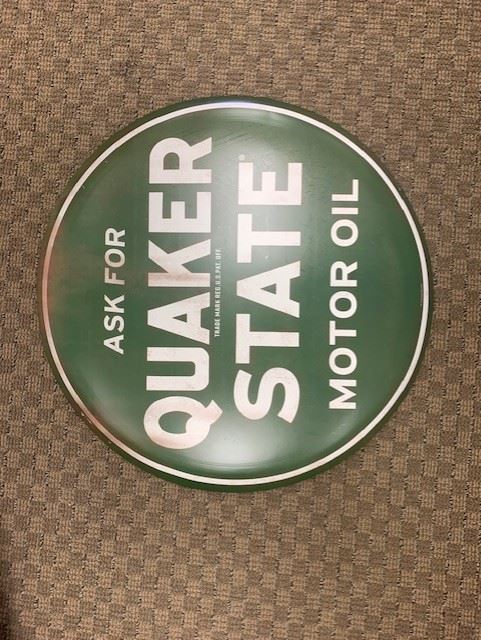 ASK FOR
QUAKER
TRADE MARK REG. U.S. PAT. OFF.
STATE®
MOTOR OIL